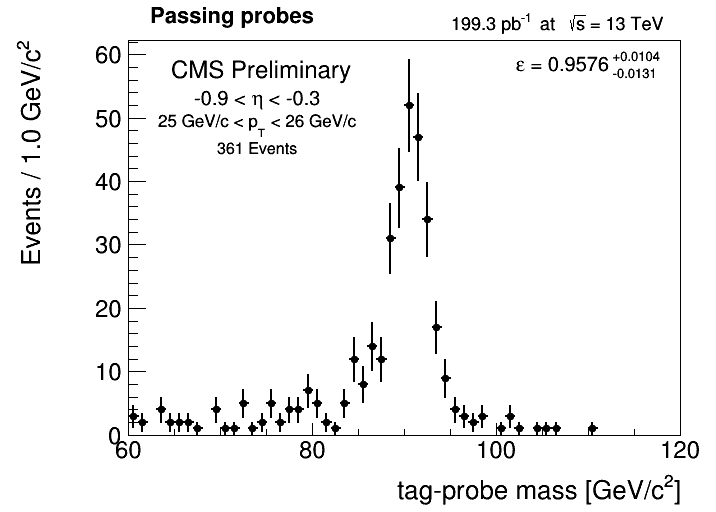 Passing probes
199.3 pb⁻¹ at √s = 13 TeV
CMS Preliminary
ε = 0.9576 +0.0104 -0.0131
-0.9 < η < -0.3
25 GeV/c < p_T < 26 GeV/c
361 Events
Events / 1.0 GeV/c²
50
40
30
20
10
0
60 80 100 120
tag-probe mass [GeV/c²]